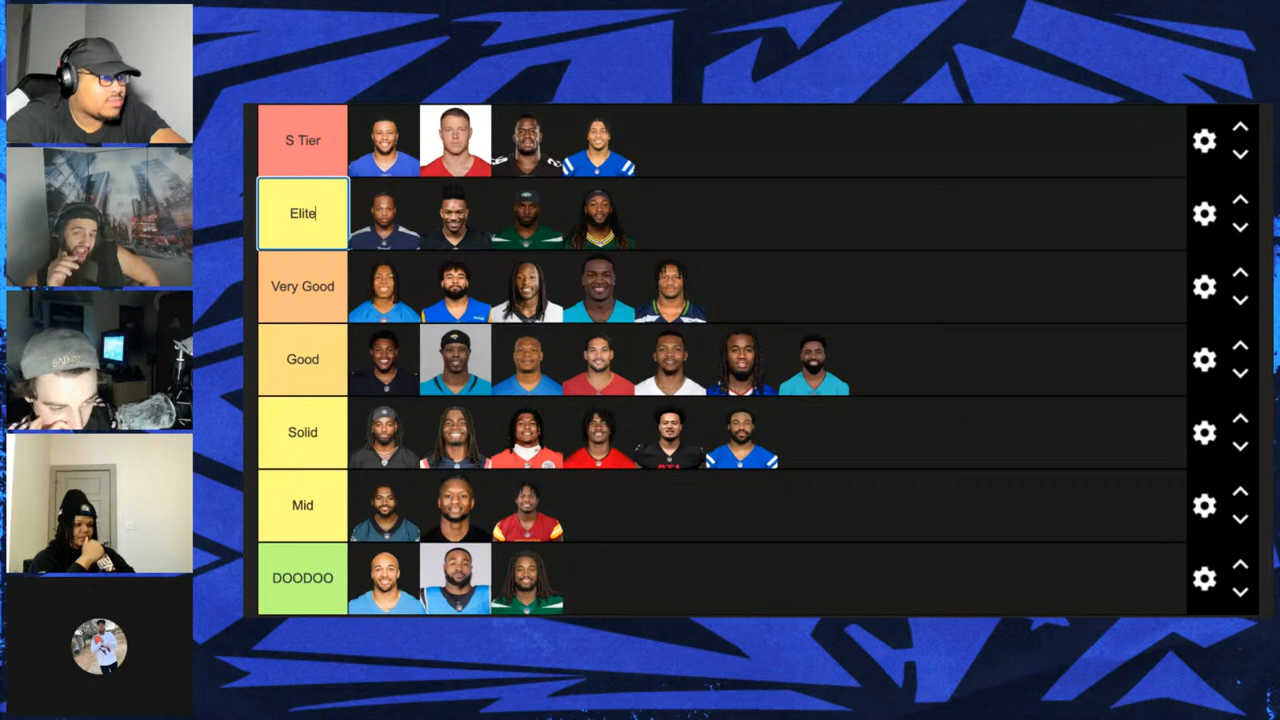 S Tier
Elite
Very Good
Good
Solid
Mid
DOODOO